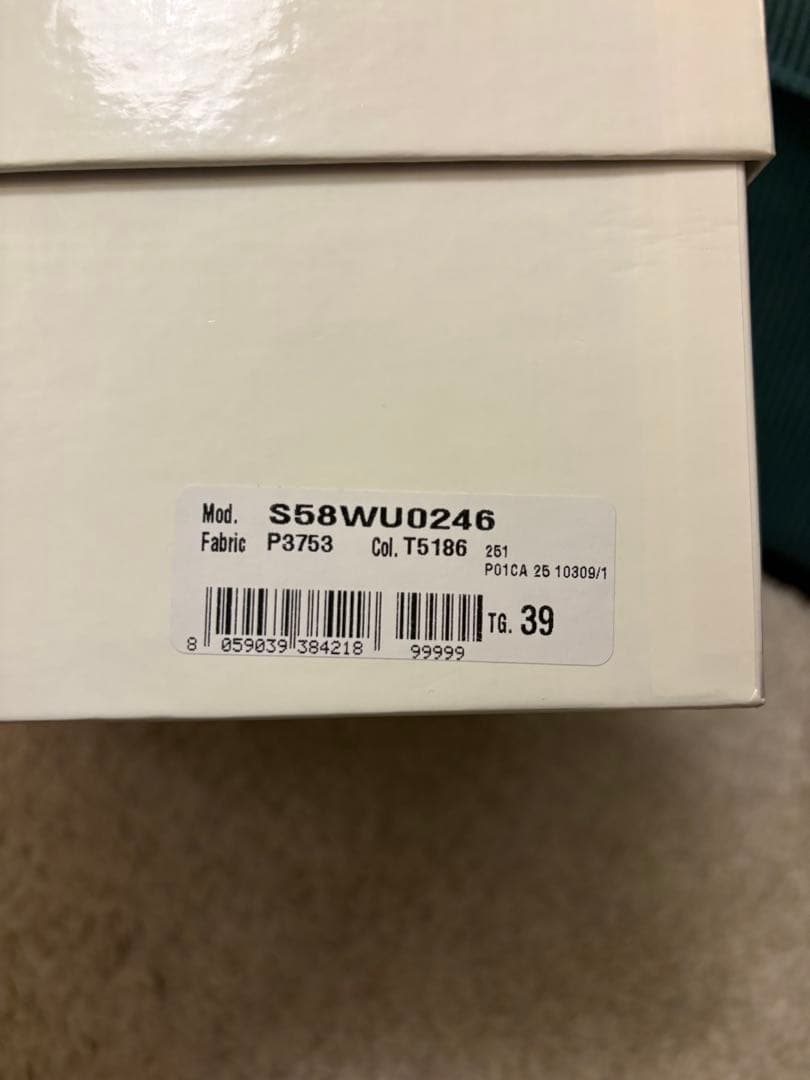 Mod. S58WU0246
Fabric P3753 Col. T5186 251
P01CA 25 10309/1
TG. 39
8 059039 384218 99999